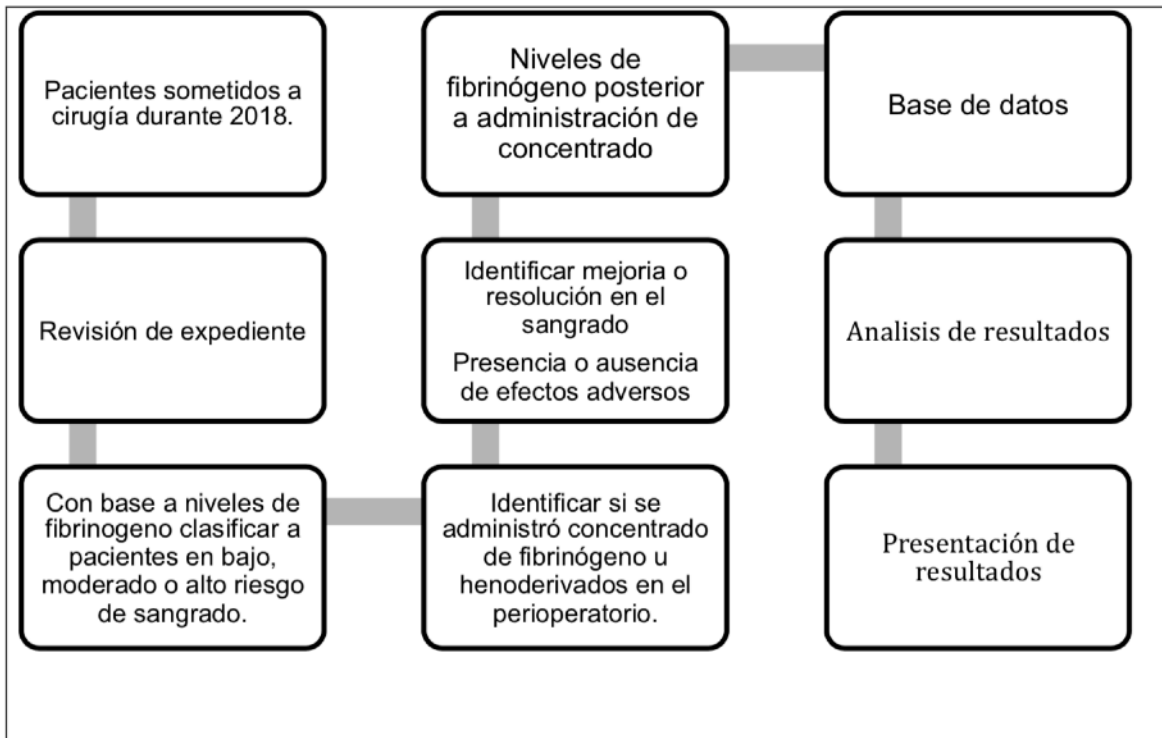 Pacientes sometidos a
cirugía durante 2018.
Revisión de expediente
Con base a niveles de
fibrinogeno clasificar a
pacientes en bajo,
moderado o alto riesgo
de sangrado.
Identificar si se
administró concentrado
de fibrinógeno u
henoderivados en el
perioperatorio.
Identificar mejoria o
resolución en el
sangrado
Presencia o ausencia
de efectos adversos
Niveles de
fibrinógeno posterior
a administración de
concentrado
Base de datos
Analisis de resultados
Presentación de
resultados